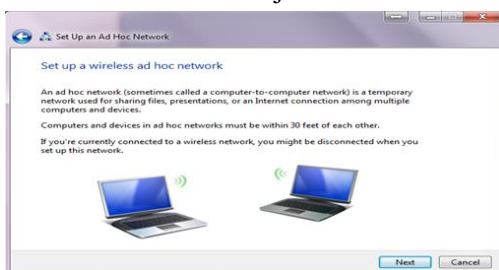 Set Up an Ad Hoc Network
Set up a wireless ad hoc network
An ad hoc network (sometimes called a computer-to-computer network) is a temporary
network used for sharing files, presentations, or an Internet connection among multiple
computers and devices.
Computers and devices in ad hoc networks must be within 30 feet of each other.
If you're currently connected to a wireless network, you might be disconnected when you
set up this network.
Next Cancel